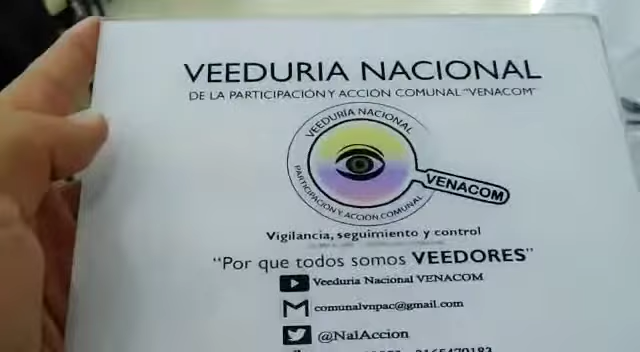 VEEDURIA NACIONAL
DE LA PARTICIPACIÓN Y ACCIÓN COMUNAL "VENACOM"
VEEDURÍA NACIONAL
PARTICIPACIÓN Y ACCIÓN COMUNAL
VENACOM
Vigilancia, seguimiento y control
"Por que todos somos VEEDORES"
Veeduria Nacional VENACOM
comunalvnpac@gmail.com
@NalAccion